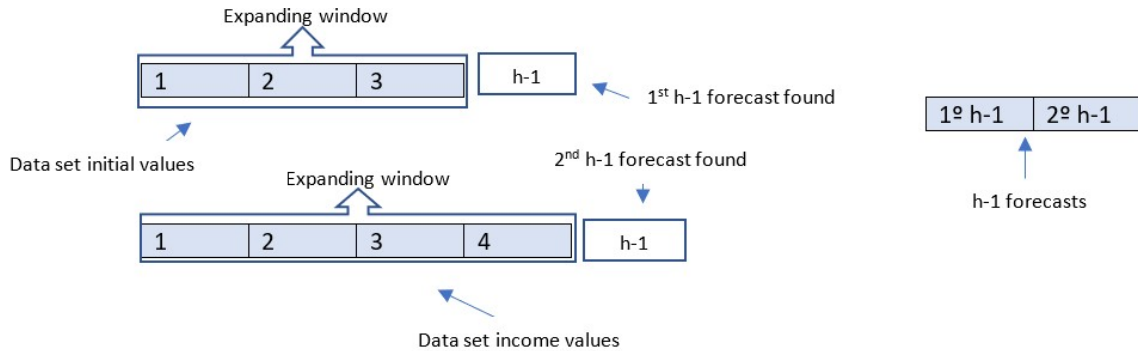 Expanding window
1 2 3 h-1
1st h-1 forecast found
1º h-1 2º h-1
Data set initial values
2nd h-1 forecast found
Expanding window
h-1 forecasts
1 2 3 4 h-1
Data set income values